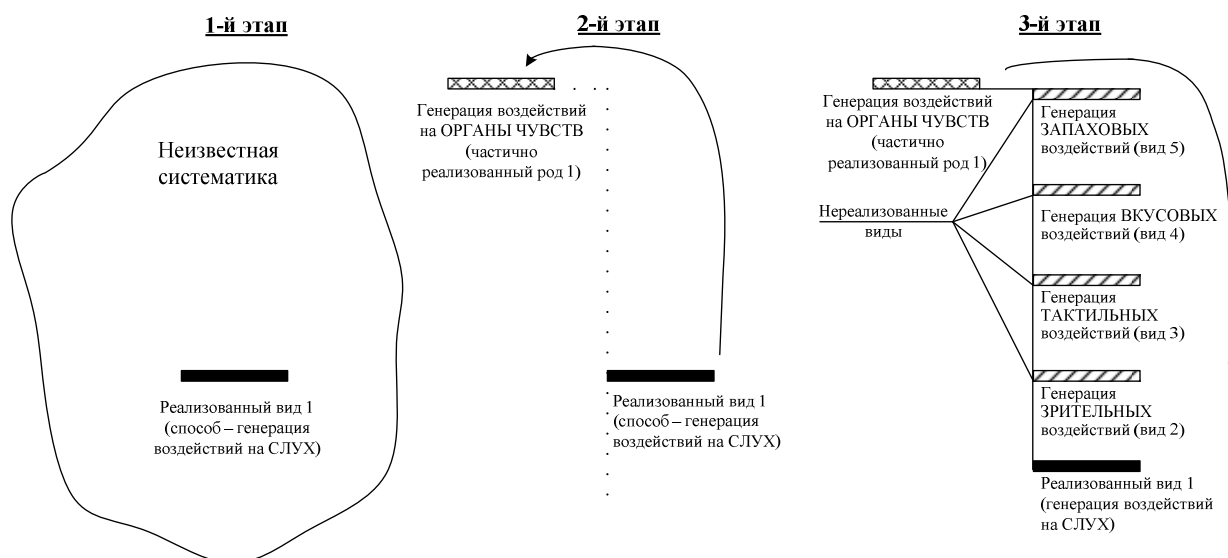 1-й этап
Неизвестная
систематика
Реализованный вид 1
(способ – генерация
воздействий на СЛУХ)
2-й этап
Генерация воздействий
на ОРГАНЫ ЧУВСТВ
(частично
реализованный род 1)
Реализованный вид 1
(способ – генерация
воздействий на СЛУХ)
3-й этап
Генерация воздействий
на ОРГАНЫ ЧУВСТВ
(частично
реализованный род 1)
Нереализованные
виды
Генерация
ЗАПАХОВЫХ
воздействий (вид 5)
Генерация ВКУСОВЫХ
воздействий (вид 4)
Генерация
ТАКТИЛЬНЫХ
воздействий (вид 3)
Генерация
ЗРИТЕЛЬНЫХ
воздействий (вид 2)
Реализованный вид 1
(генерация воздействий
на СЛУХ)